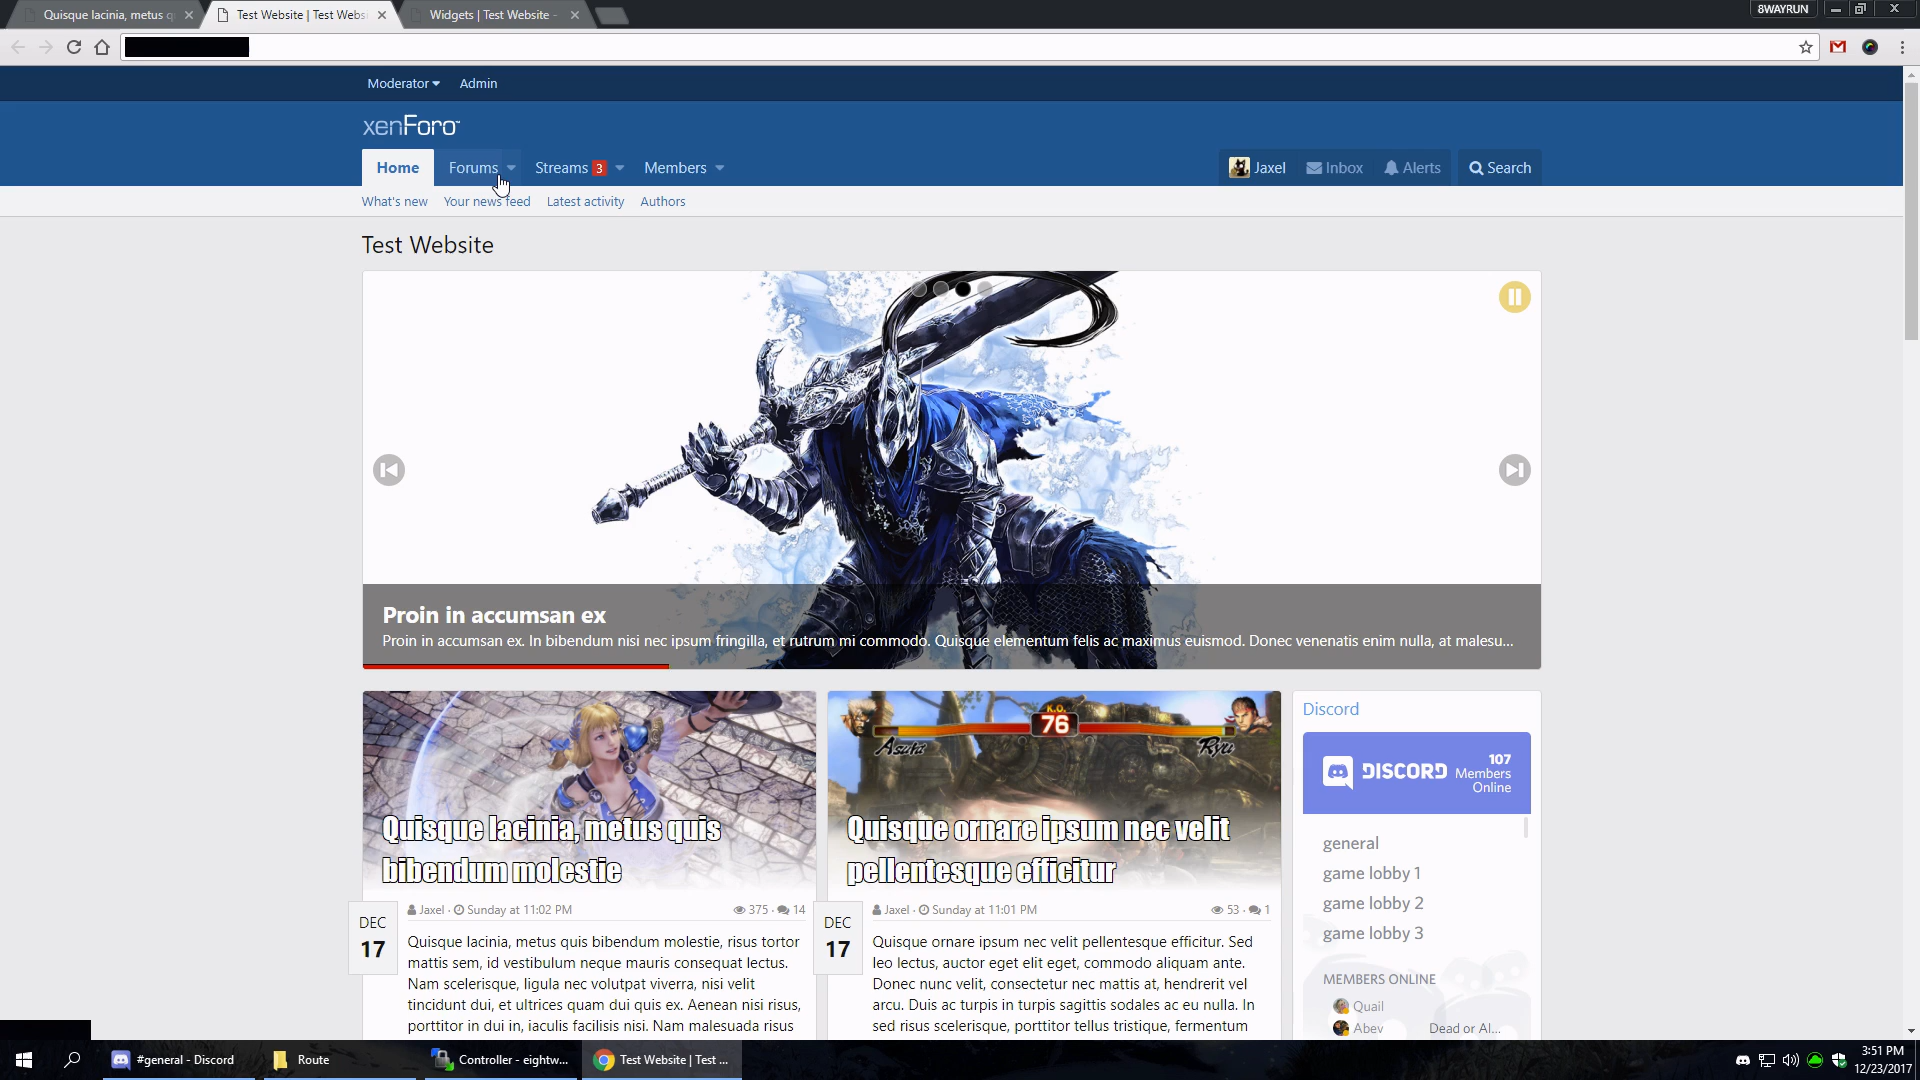 Quisque lacinia, metus q
Test Website | Test Webs
Widgets | Test Website -
8WAYRUN
Moderator
Admin
xenForo
Home
Forums
Streams 3
Members
Jaxel
Inbox
Alerts
Search
What's new
Your news feed
Latest activity
Authors
Test Website
Proin in accumsan ex
Proin in accumsan ex. In bibendum nisi nec ipsum fringilla, et rutrum mi commodo. Quisque elementum felis ac maximus euismod. Donec venenatis enim nulla, at malesu...
Quisque lacinia, metus quis
bibendum molestie
DEC
17
Jaxel · Sunday at 11:02 PM
375 · 14
Quisque lacinia, metus quis bibendum molestie, risus tortor
mattis sem, id vestibulum neque mauris consequat lectus.
Nam scelerisque, ligula nec volutpat viverra, nisi velit
tincidunt dui, et ultrices quam dui quis ex. Aenean nisi risus,
porttitor in dui in, iaculis facilisis nisi. Nam malesuada risus
K.O.
76
Asuka
Ryu
Quisque ornare ipsum nec velit
pellentesque efficitur
DEC
17
Jaxel · Sunday at 11:01 PM
53 · 1
Quisque ornare ipsum nec velit pellentesque efficitur. Sed
leo lectus, auctor eget elit eget, commodo aliquam ante.
Donec nunc velit, consectetur nec mattis at, hendrerit vel
arcu. Duis ac turpis in turpis sagittis sodales ac eu nulla. In
sed risus scelerisque, porttitor tellus tristique, fermentum
Discord
DISCORD
107
Members
Online
general
game lobby 1
game lobby 2
game lobby 3
MEMBERS ONLINE
Quail
Abev
Dead or Al...
#general - Discord
Route
Controller - eightw...
Test Website | Test ...
3:51 PM
12/23/2017